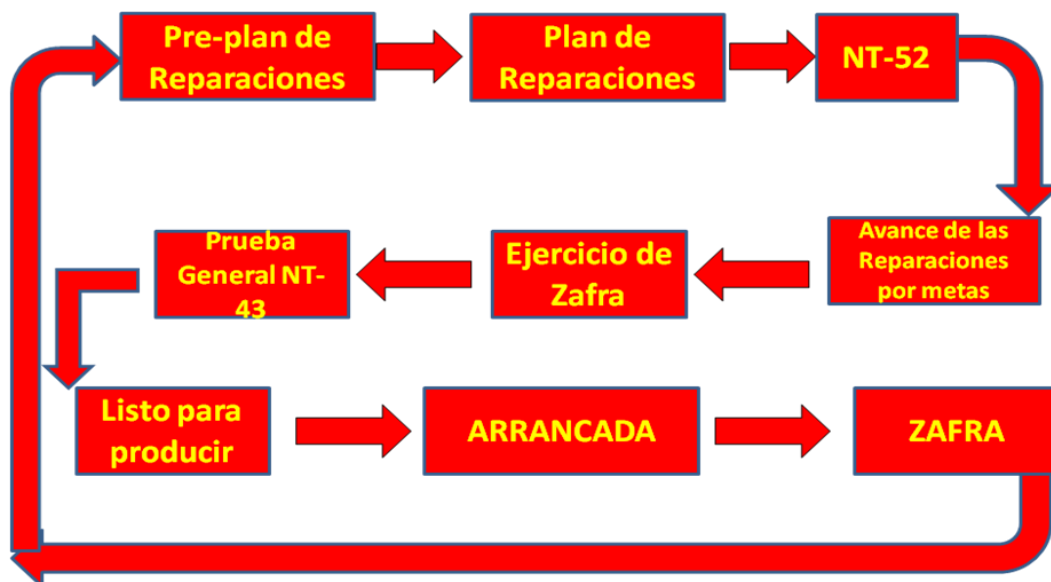 Pre-plan de
Reparaciones
Plan de
Reparaciones
NT-52
Avance de las
Reparaciones
por metas
Ejercicio de
Zafra
Prueba
General NT-
43
Listo para
producir
ARRANCADA
ZAFRA